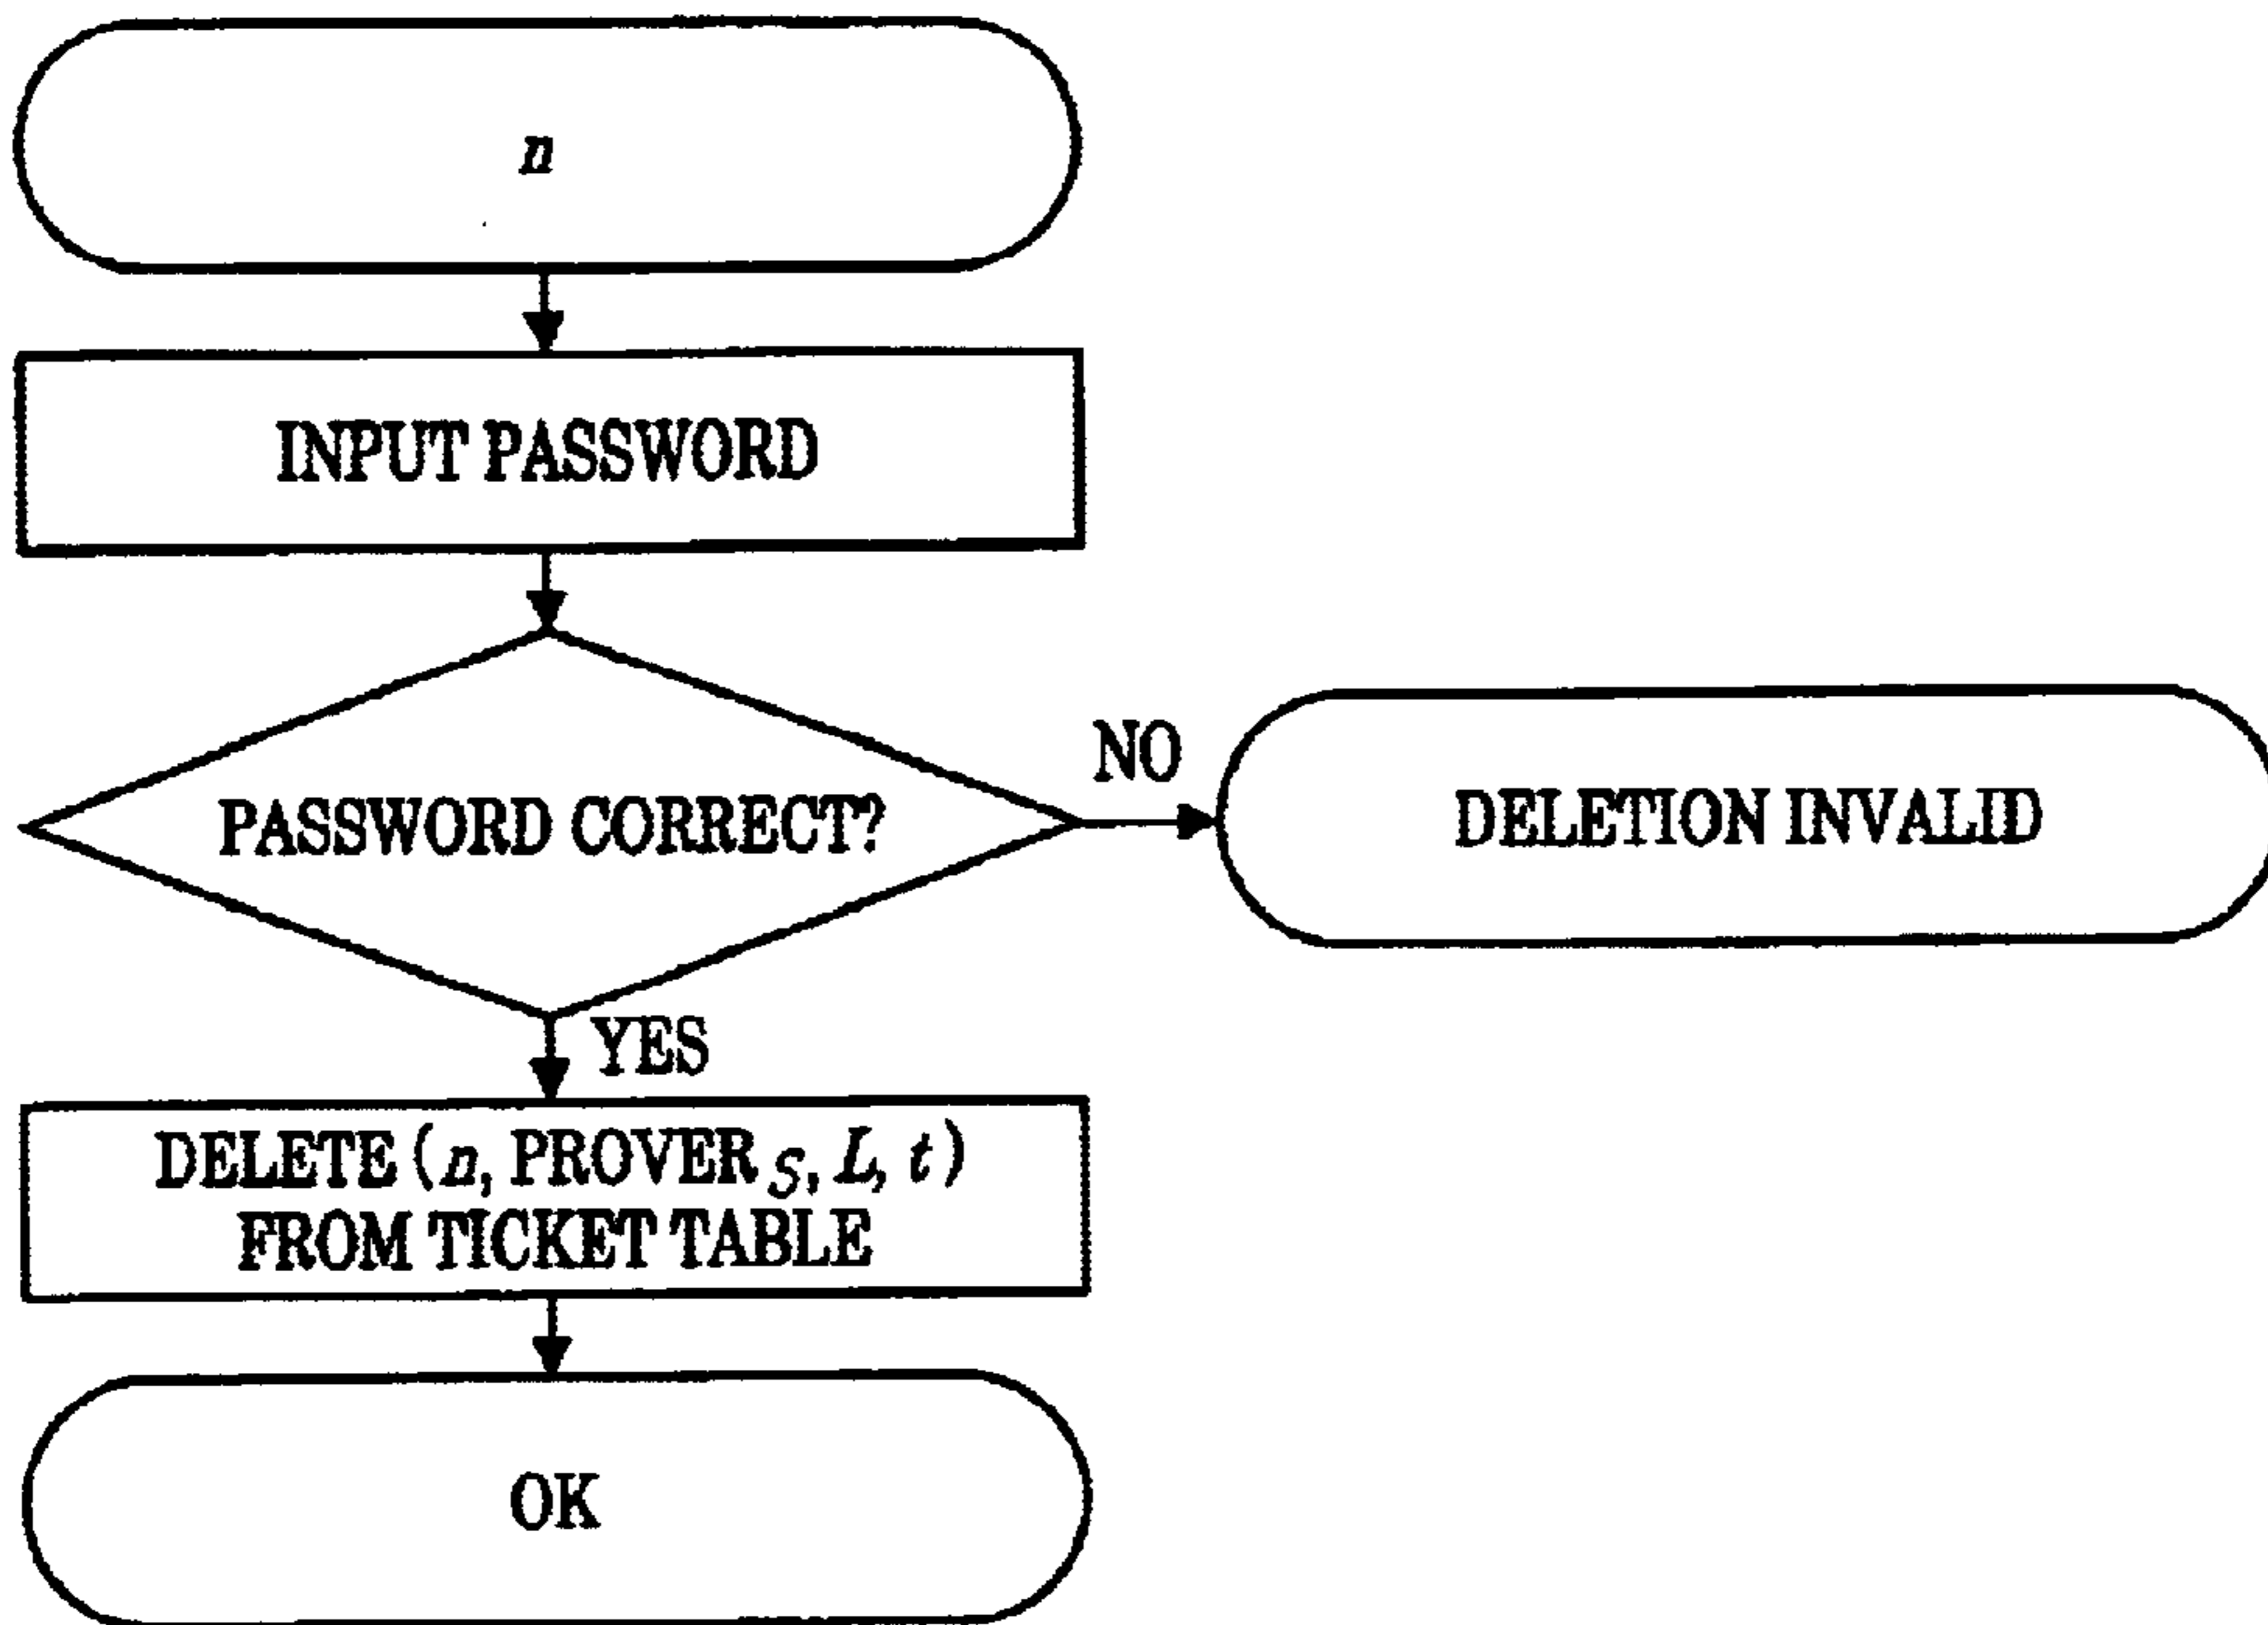 n
INPUT PASSWORD
PASSWORD CORRECT?
NO
DELETION INVALID
YES
DELETE (n, PROVER S, L, t)
FROM TICKET TABLE
OK